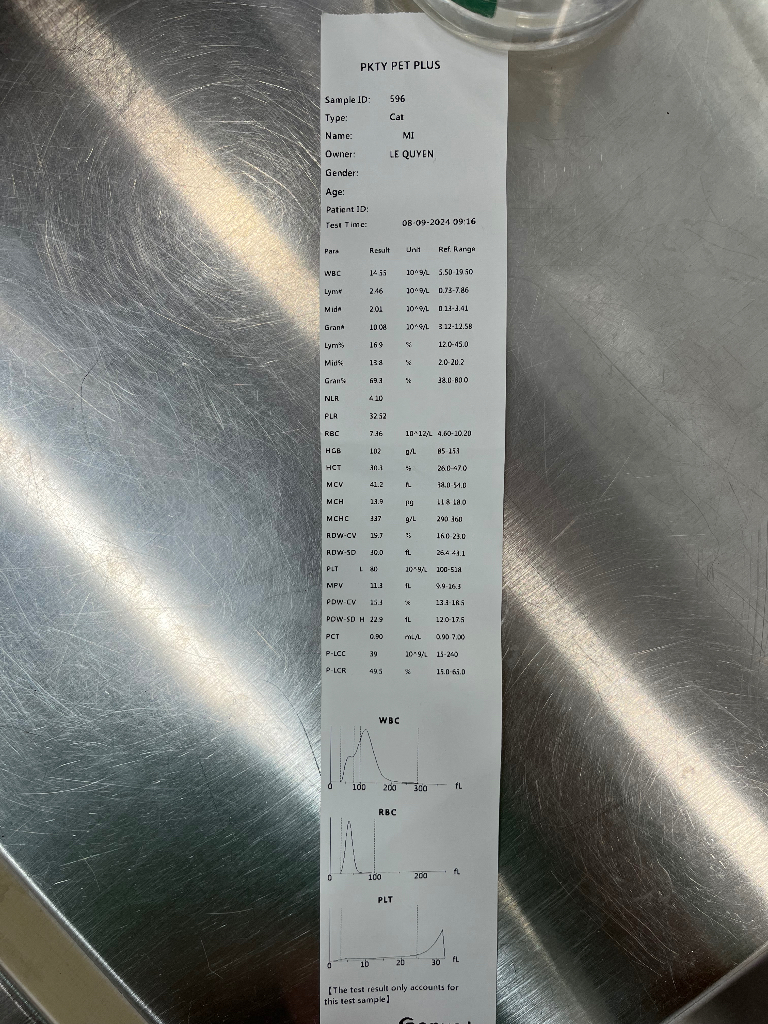 PKTY PET PLUS
Sample ID: 596
Type: Cat
Name: MI
Owner: LE QUYEN
Gender:
Age:
Patient ID:
Test Time: 08-09-2024 09:16
Para Result Unit Ref. Range
WBC 14.55 10^9/L 5.50-19.50
Lym# 2.46 10^9/L 0.73-7.86
Mid# 2.01 10^9/L 0.13-3.41
Gran# 10.08 10^9/L 3.12-12.58
Lym% 16.9 % 12.0-45.0
Mid% 13.8 % 2.0-20.2
Gran% 69.3 % 38.0-80.0
NLR 4.10
PLR 32.52
RBC 7.36 10^12/L 4.60-10.20
HGB 102 g/L 85-153
HCT 30.3 % 26.0-47.0
MCV 41.2 fL 38.0-54.0
MCH 13.9 pg 11.8-18.0
MCHC 337 g/L 290-360
RDW-CV 19.7 % 16.0-23.0
RDW-SD 30.0 fL 26.4-43.1
PLT L 80 10^9/L 100-518
MPV 11.3 fL 9.9-16.3
PDW-CV 15.3 % 13.3-18.5
PDW-SD H 22.9 fL 12.0-17.5
PCT 0.90 mL/L 0.90-7.00
P-LCC 39 10^9/L 15-240
P-LCR 49.5 % 15.0-65.0
WBC
0 100 200 300 fL
RBC
0 100 200 fL
PLT
0 10 20 30 fL
【The test result only accounts for
this test sample】